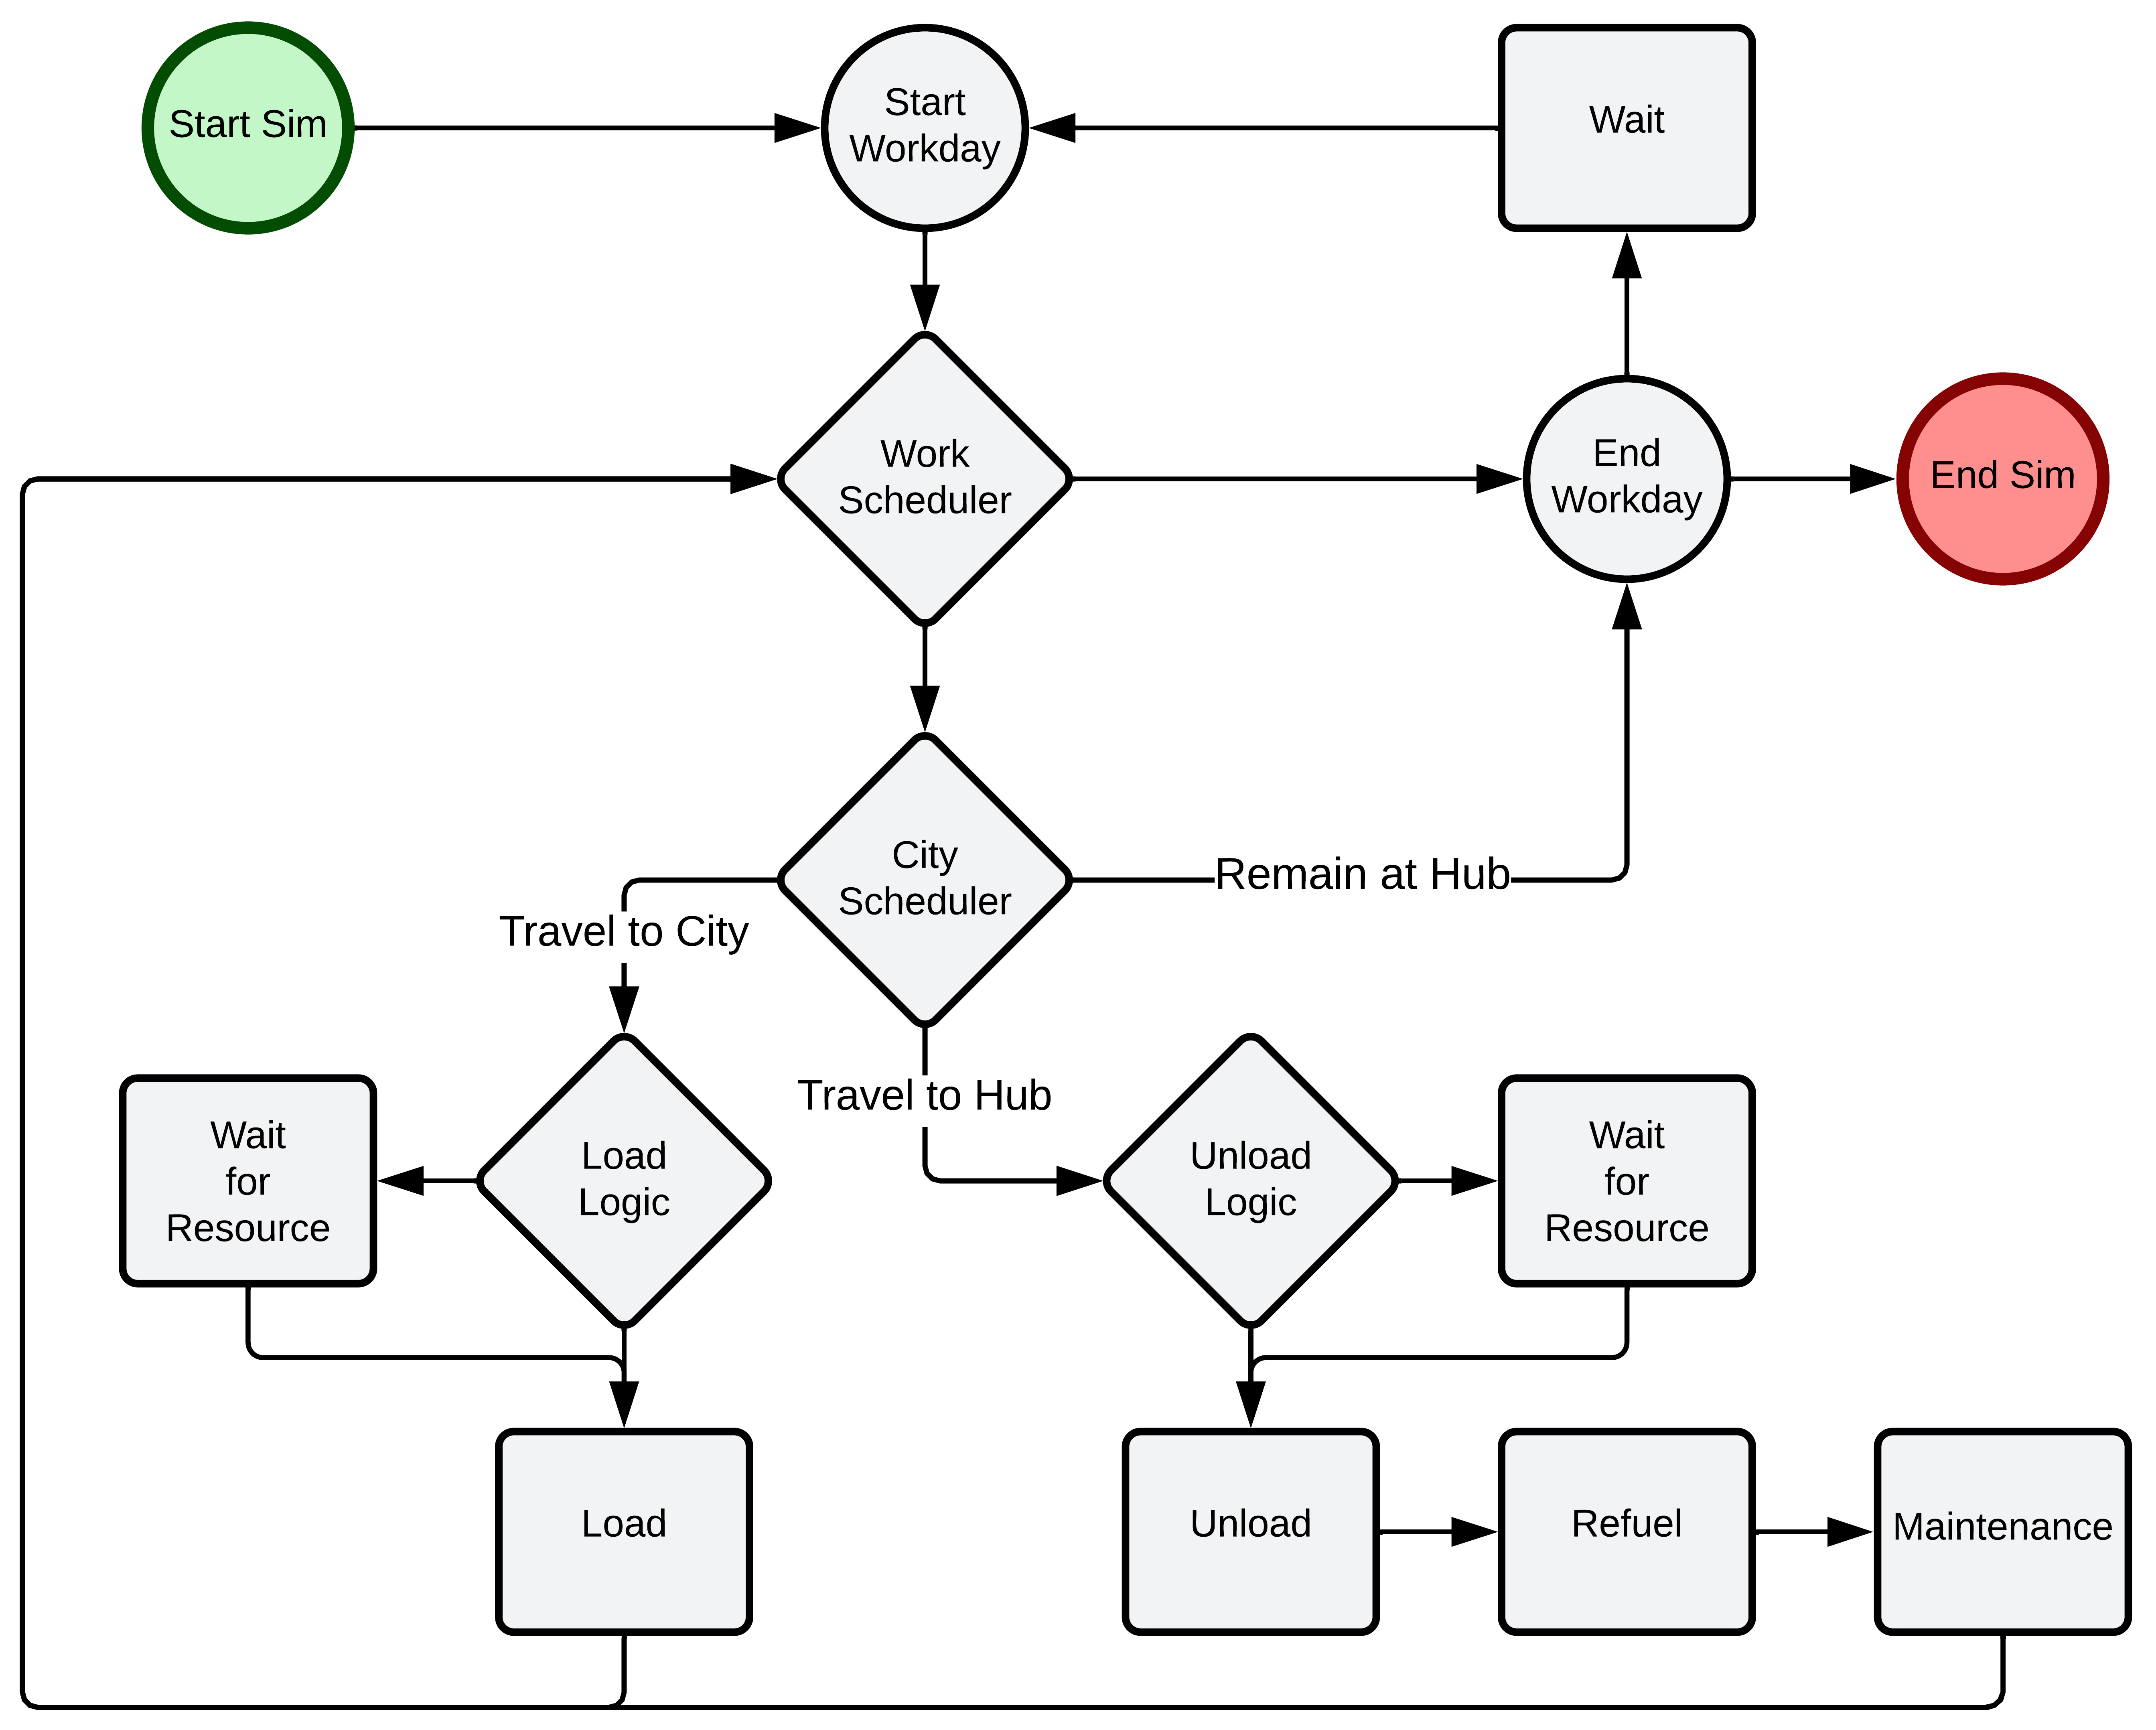 Start Sim
Start
Workday
Wait
Work
Scheduler
End
Workday
End Sim
City
Scheduler
Remain at Hub
Travel to City
Travel to Hub
Wait
for
Resource
Load
Logic
Unload
Logic
Wait
for
Resource
Load
Unload
Refuel
Maintenance